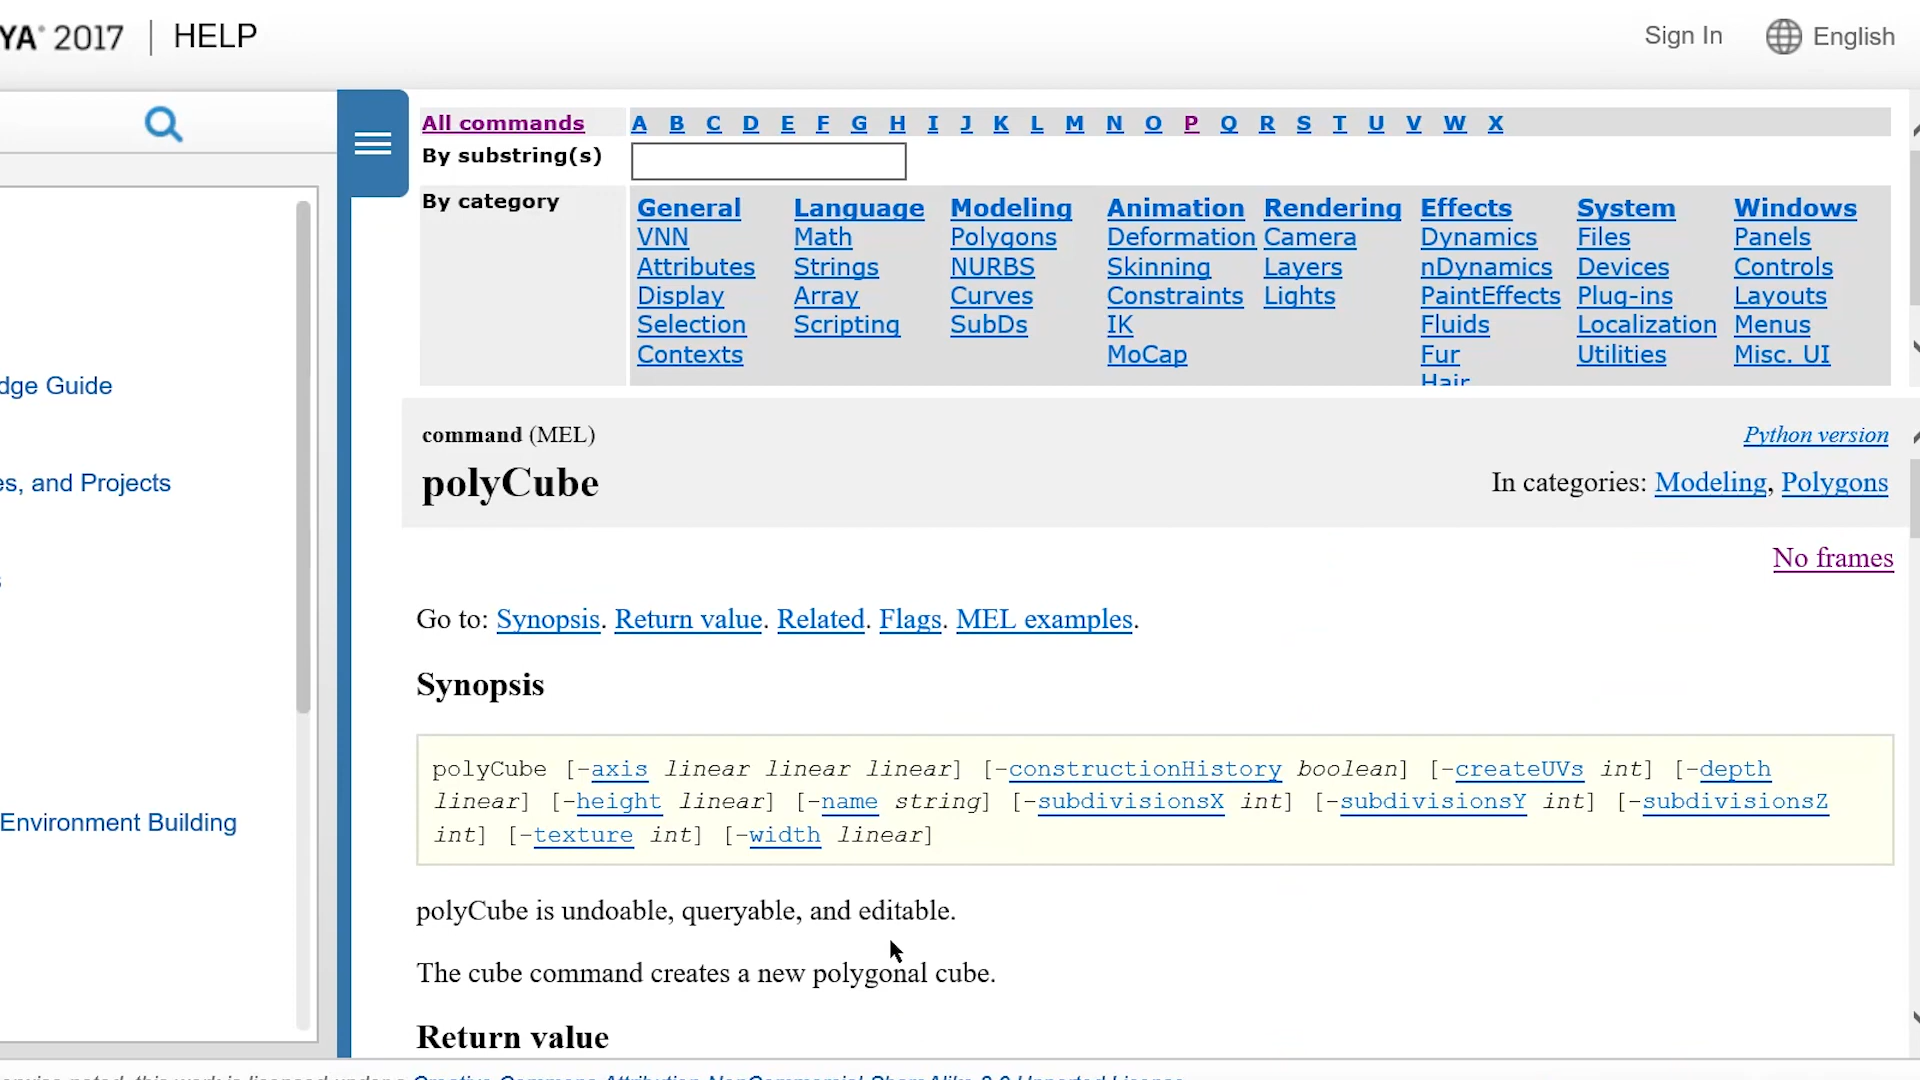 YA 2017 | HELP
Sign In
English
All commands
A B C D E F G H I J K L M N O P Q R S T U V W X
By substring(s)
By category
General Language Modeling Animation Rendering Effects System Windows
VNN Math Polygons Deformation Camera Dynamics Files Panels
Attributes Strings NURBS Skinning Layers nDynamics Devices Controls
Display Array Curves Constraints Lights PaintEffects Plug-ins Layouts
Selection Scripting SubDs IK Fluids Localization Menus
Contexts MoCap Fur Utilities Misc. UI
Hair
dge Guide
es, and Projects
Environment Building
command (MEL)
Python version
polyCube
In categories: Modeling, Polygons
No frames
Go to: Synopsis. Return value. Related. Flags. MEL examples.
Synopsis
polyCube [-axis linear linear linear] [-constructionHistory boolean] [-createUVs int] [-depth
linear] [-height linear] [-name string] [-subdivisionsX int] [-subdivisionsY int] [-subdivisionsZ
int] [-texture int] [-width linear]
polyCube is undoable, queryable, and editable.
The cube command creates a new polygonal cube.
Return value